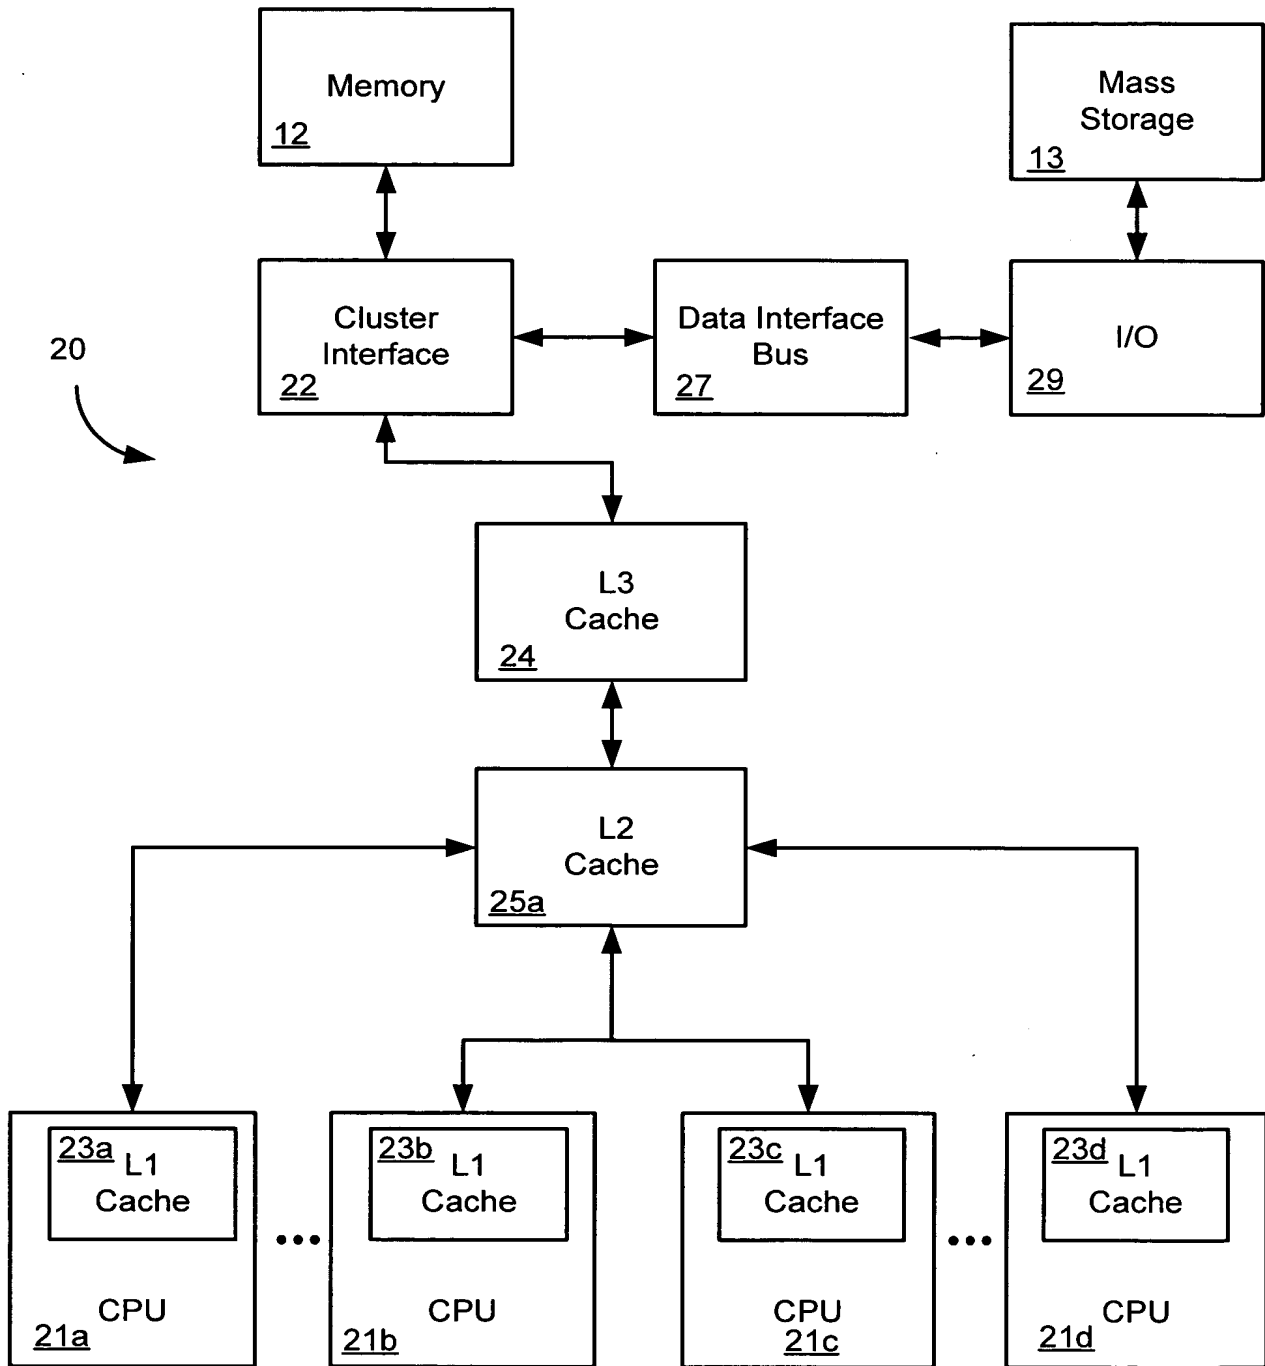 Memory
12
Mass
Storage
13
Cluster
Interface
22
Data Interface
Bus
27
I/O
29
20
L3
Cache
24
L2
Cache
25a
23a
L1
Cache
CPU
21a
23b
L1
Cache
CPU
21b
23c
L1
Cache
CPU
21c
23d
L1
Cache
CPU
21d